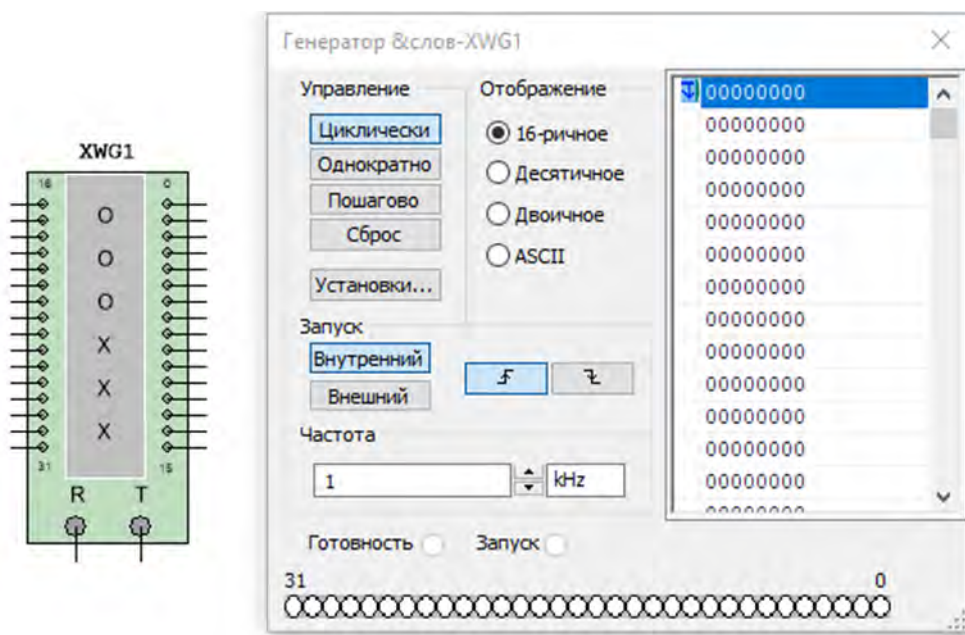 XWG1
16 0
O
O
O
X
X
X
31 15
R T
Генератор &слов-XWG1
Управление
Циклически
Однократно
Пошагово
Сброс
Установки...
Отображение
16-ричное
Десятичное
Двоичное
ASCII
Запуск
Внутренний
Внешний
Частота
1 kHz
Готовность Запуск
31 0
00000000
00000000
00000000
00000000
00000000
00000000
00000000
00000000
00000000
00000000
00000000
00000000
00000000
00000000